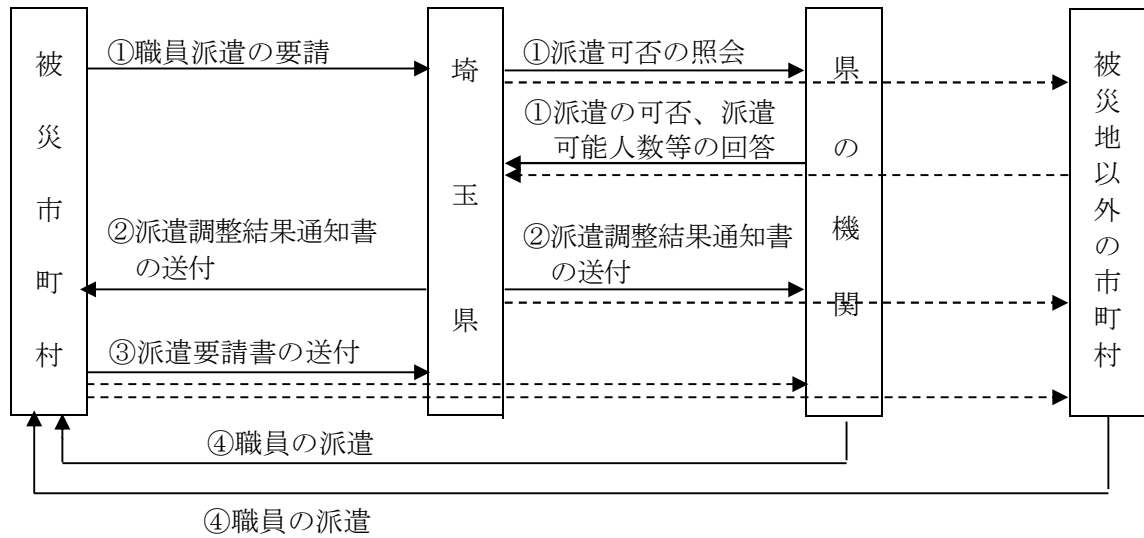 被災市町村
①職員派遣の要請
埼玉県
①派遣可否の照会
県の機関
被災地以外の市町村
①派遣の可否、派遣
可能人数等の回答
②派遣調整結果通知書
の送付
②派遣調整結果通知書
の送付
③派遣要請書の送付
④職員の派遣
④職員の派遣